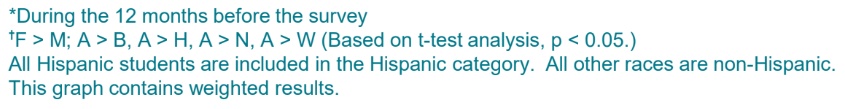 *During the 12 months before the survey
†F > M; A > B, A > H, A > N, A > W (Based on t-test analysis, p < 0.05.)
All Hispanic students are included in the Hispanic category.  All other races are non-Hispanic.
This graph contains weighted results.